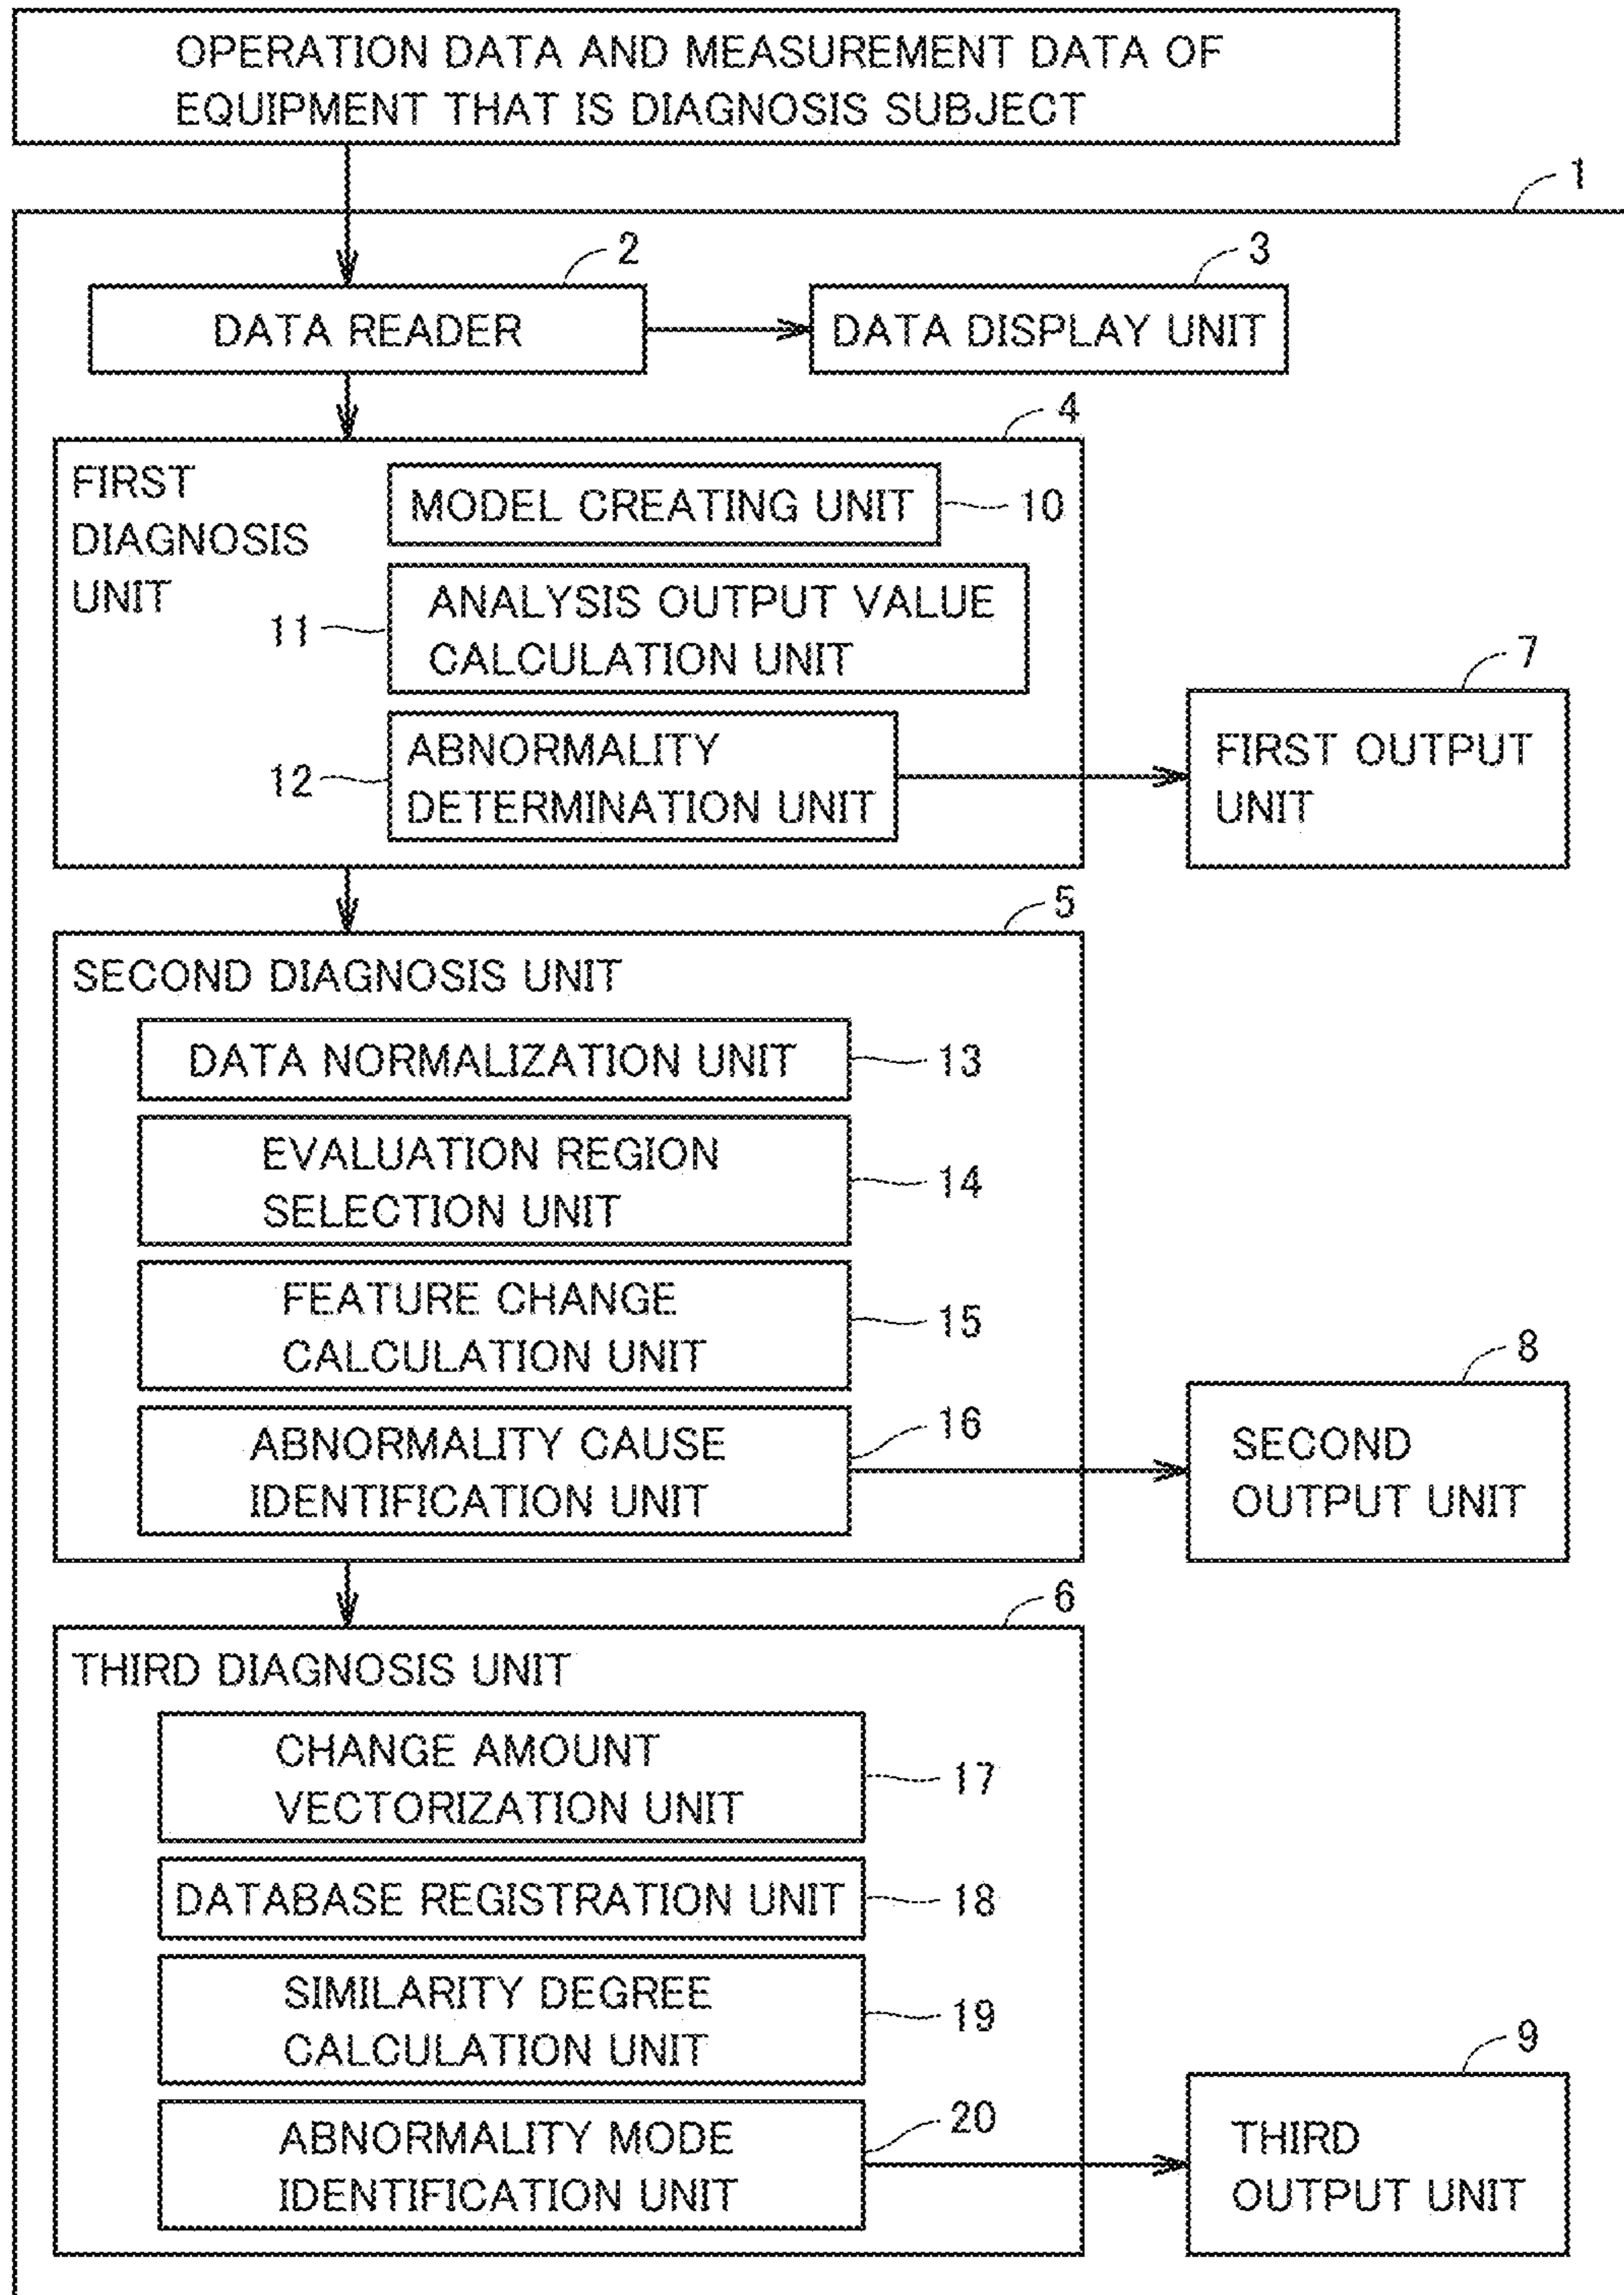 OPERATION DATA AND MEASUREMENT DATA OF
EQUIPMENT THAT IS DIAGNOSIS SUBJECT
1
2
DATA READER
3
DATA DISPLAY UNIT
4
FIRST
DIAGNOSIS
UNIT
MODEL CREATING UNIT
10
11
ANALYSIS OUTPUT VALUE
CALCULATION UNIT
12
ABNORMALITY
DETERMINATION UNIT
7
FIRST OUTPUT
UNIT
5
SECOND DIAGNOSIS UNIT
DATA NORMALIZATION UNIT
13
EVALUATION REGION
SELECTION UNIT
14
FEATURE CHANGE
CALCULATION UNIT
15
ABNORMALITY CAUSE
IDENTIFICATION UNIT
16
8
SECOND
OUTPUT UNIT
6
THIRD DIAGNOSIS UNIT
CHANGE AMOUNT
VECTORIZATION UNIT
17
DATABASE REGISTRATION UNIT
18
SIMILARITY DEGREE
CALCULATION UNIT
19
ABNORMALITY MODE
IDENTIFICATION UNIT
20
9
THIRD
OUTPUT UNIT